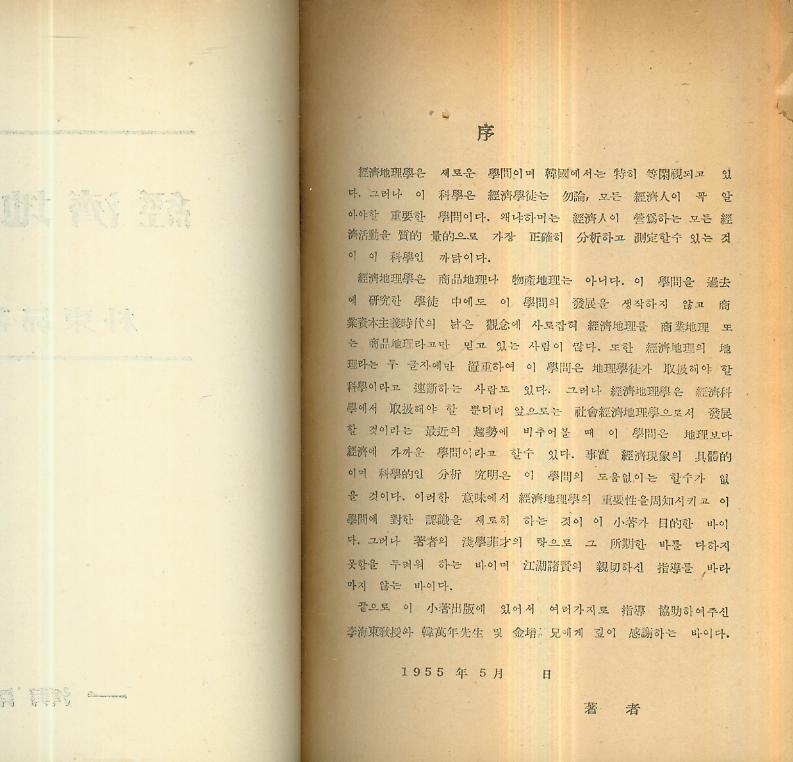 序
經濟地理學은 새로운 學問이며 韓國에서는 特히 等閑視되고 있
다. 그러나 이 科學은 經濟學徒는 勿論, 모든 經濟人이 꼭 알
아야할 重要한 學問이다. 왜냐하며는 經濟人이 營爲하는 모든 經
濟活動을 質的 量的으로 가장 正確히 分析하고 測定할수 있는 것
이 이 科學인 까닭이다.
經濟地理學은 商品地理나 物產地理는 아니다. 이 學問을 過去
에 硏究한 學徒 中에도 이 學問의 發展을 생각하지 않고 商
業資本主義時代의 낡은 觀念에 사로잡혀 經濟地理를 商業地理 또
는 商品地理라고만 믿고 있는 사람이 많다. 또한 經濟地理의 地
理라는 두 글자에만 置重하여 이 學問은 地理學徒가 取扱해야 할
科學이라고 速斷하는 사람도 있다. 그러나 經濟地理學은 經濟科
學에서 取扱해야 할 뿐더러 앞으로는 社會經濟地理學으로서 發展
할 것이라는 最近의 趨勢에 비추어볼 때 이 學問은 地理보다
經濟에 가까운 學問이라고 할수 있다. 事實 經濟現象의 具體的
이며 科學的인 分析 究明은 이 學問의 도움없이는 할수가 없
을 것이다. 이러한 意味에서 經濟地理學의 重要性을周知시키고 이
學問에 對한 認識을 새로히 하는 것이 이 小著가 目的한 바이
다. 그러나 著者의 淺學菲才의 탓으로 그 所期한 바를 다하지
못함을 두려워 하는 바이며 江湖諸賢의 親切하신 指導를 바라
마지 않는 바이다.
끝으로 이 小著出版에 있어서 여러가지로 指導 協助하여주신
李海東敎授와 韓萬年先生 및 金培 兄에게 깊이 感謝하는 바이다.
1955 年 5 月 日
著 者